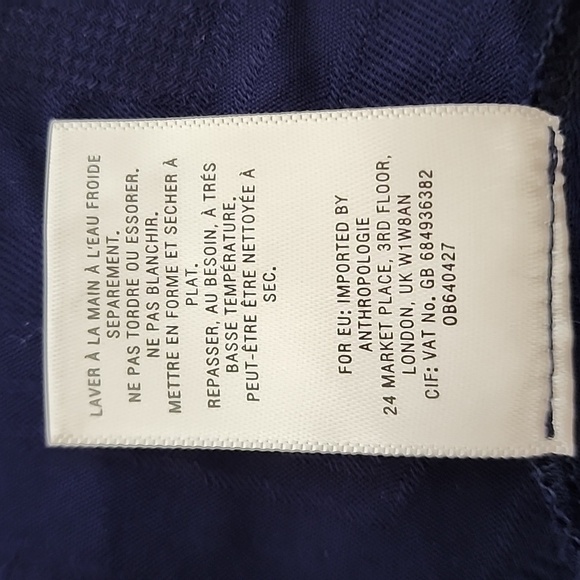 LAVER À LA MAIN À L'EAU FROIDE
SEPAREMENT.
NE PAS TORDRE OU ESSORER.
NE PAS BLANCHIR.
METTRE EN FORME ET SECHER À
PLAT.
REPASSER, AU BESOIN, À TRÉS
BASSE TEMPÉRATURE.
PEUT-ÊTRE ÊTRE NETTOYÉE À
SEC.
FOR EU: IMPORTED BY
ANTHROPOLOGIE
24 MARKET PLACE, 3RD FLOOR,
LONDON, UK W1W8AN
CIF: VAT No. GB 684936382
OB640427